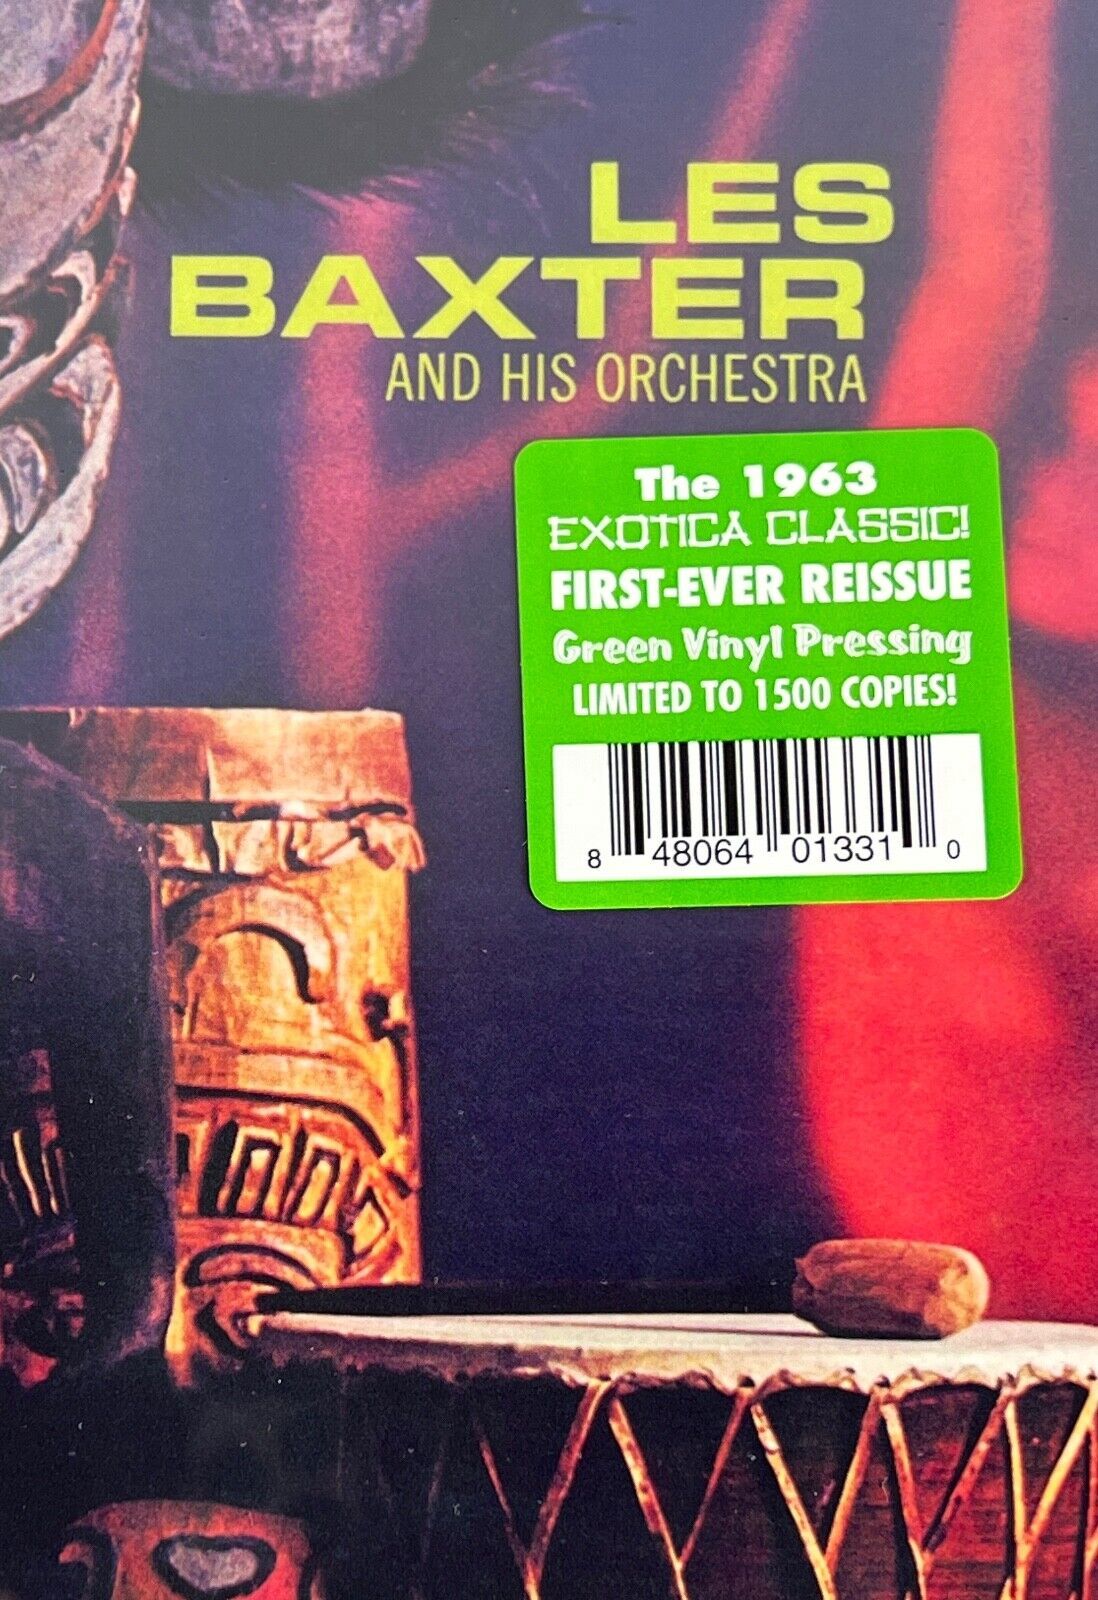 LES
BAXTER
AND HIS ORCHESTRA
The 1963
EXOTICA CLASSIC!
FIRST-EVER REISSUE
Green Vinyl Pressing
LIMITED TO 1500 COPIES!
8 48064 01331 0